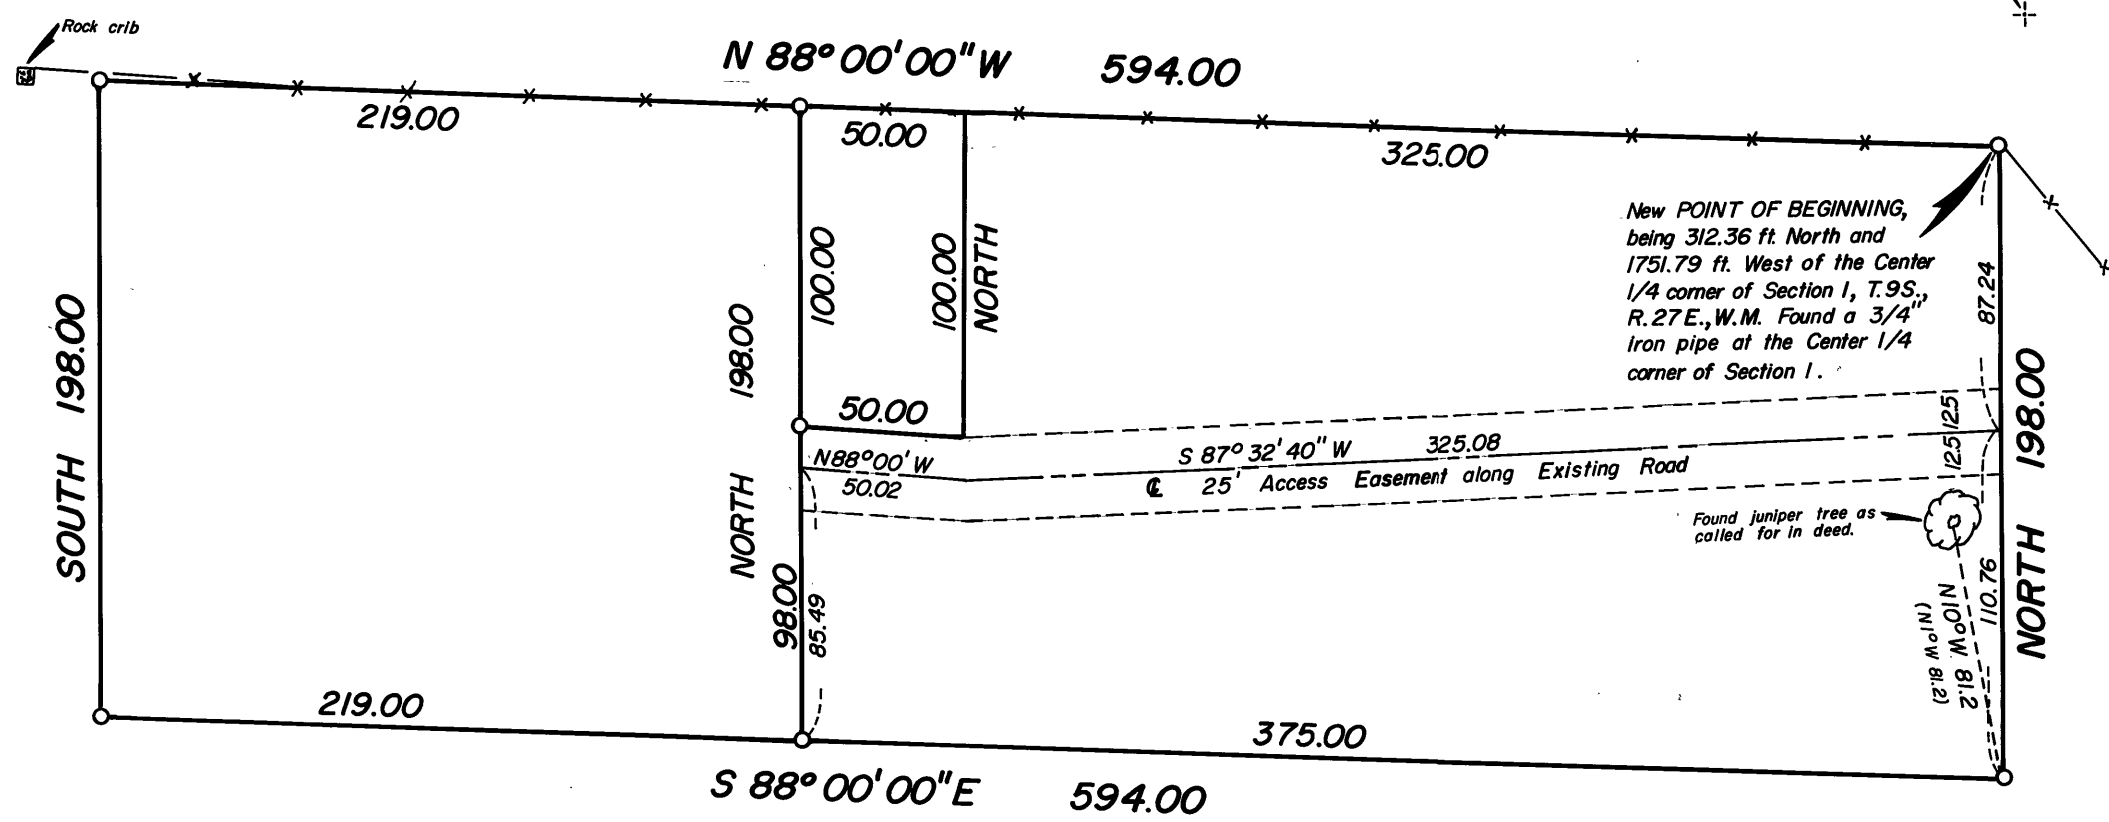 Rock crib
N 88° 00' 00" W 594.00
219.00
50.00
325.00
New POINT OF BEGINNING,
being 312.36 ft. North and
1751.79 ft. West of the Center
1/4 corner of Section 1, T.9S.,
R.27E., W.M. Found a 3/4"
iron pipe at the Center 1/4
corner of Section 1.
SOUTH 198.00
NORTH 198.00
100.00
100.00
NORTH
87.24
NORTH 198.00
50.00
12.5
12.5
N88°00' W
50.02
S 87° 32' 40" W 325.08
℄ 25' Access Easement along Existing Road
Found juniper tree as
called for in deed.
98.00
85.49
110.76
N10°W 81.2
(N1°W 81.2)
219.00
375.00
S 88° 00' 00" E 594.00